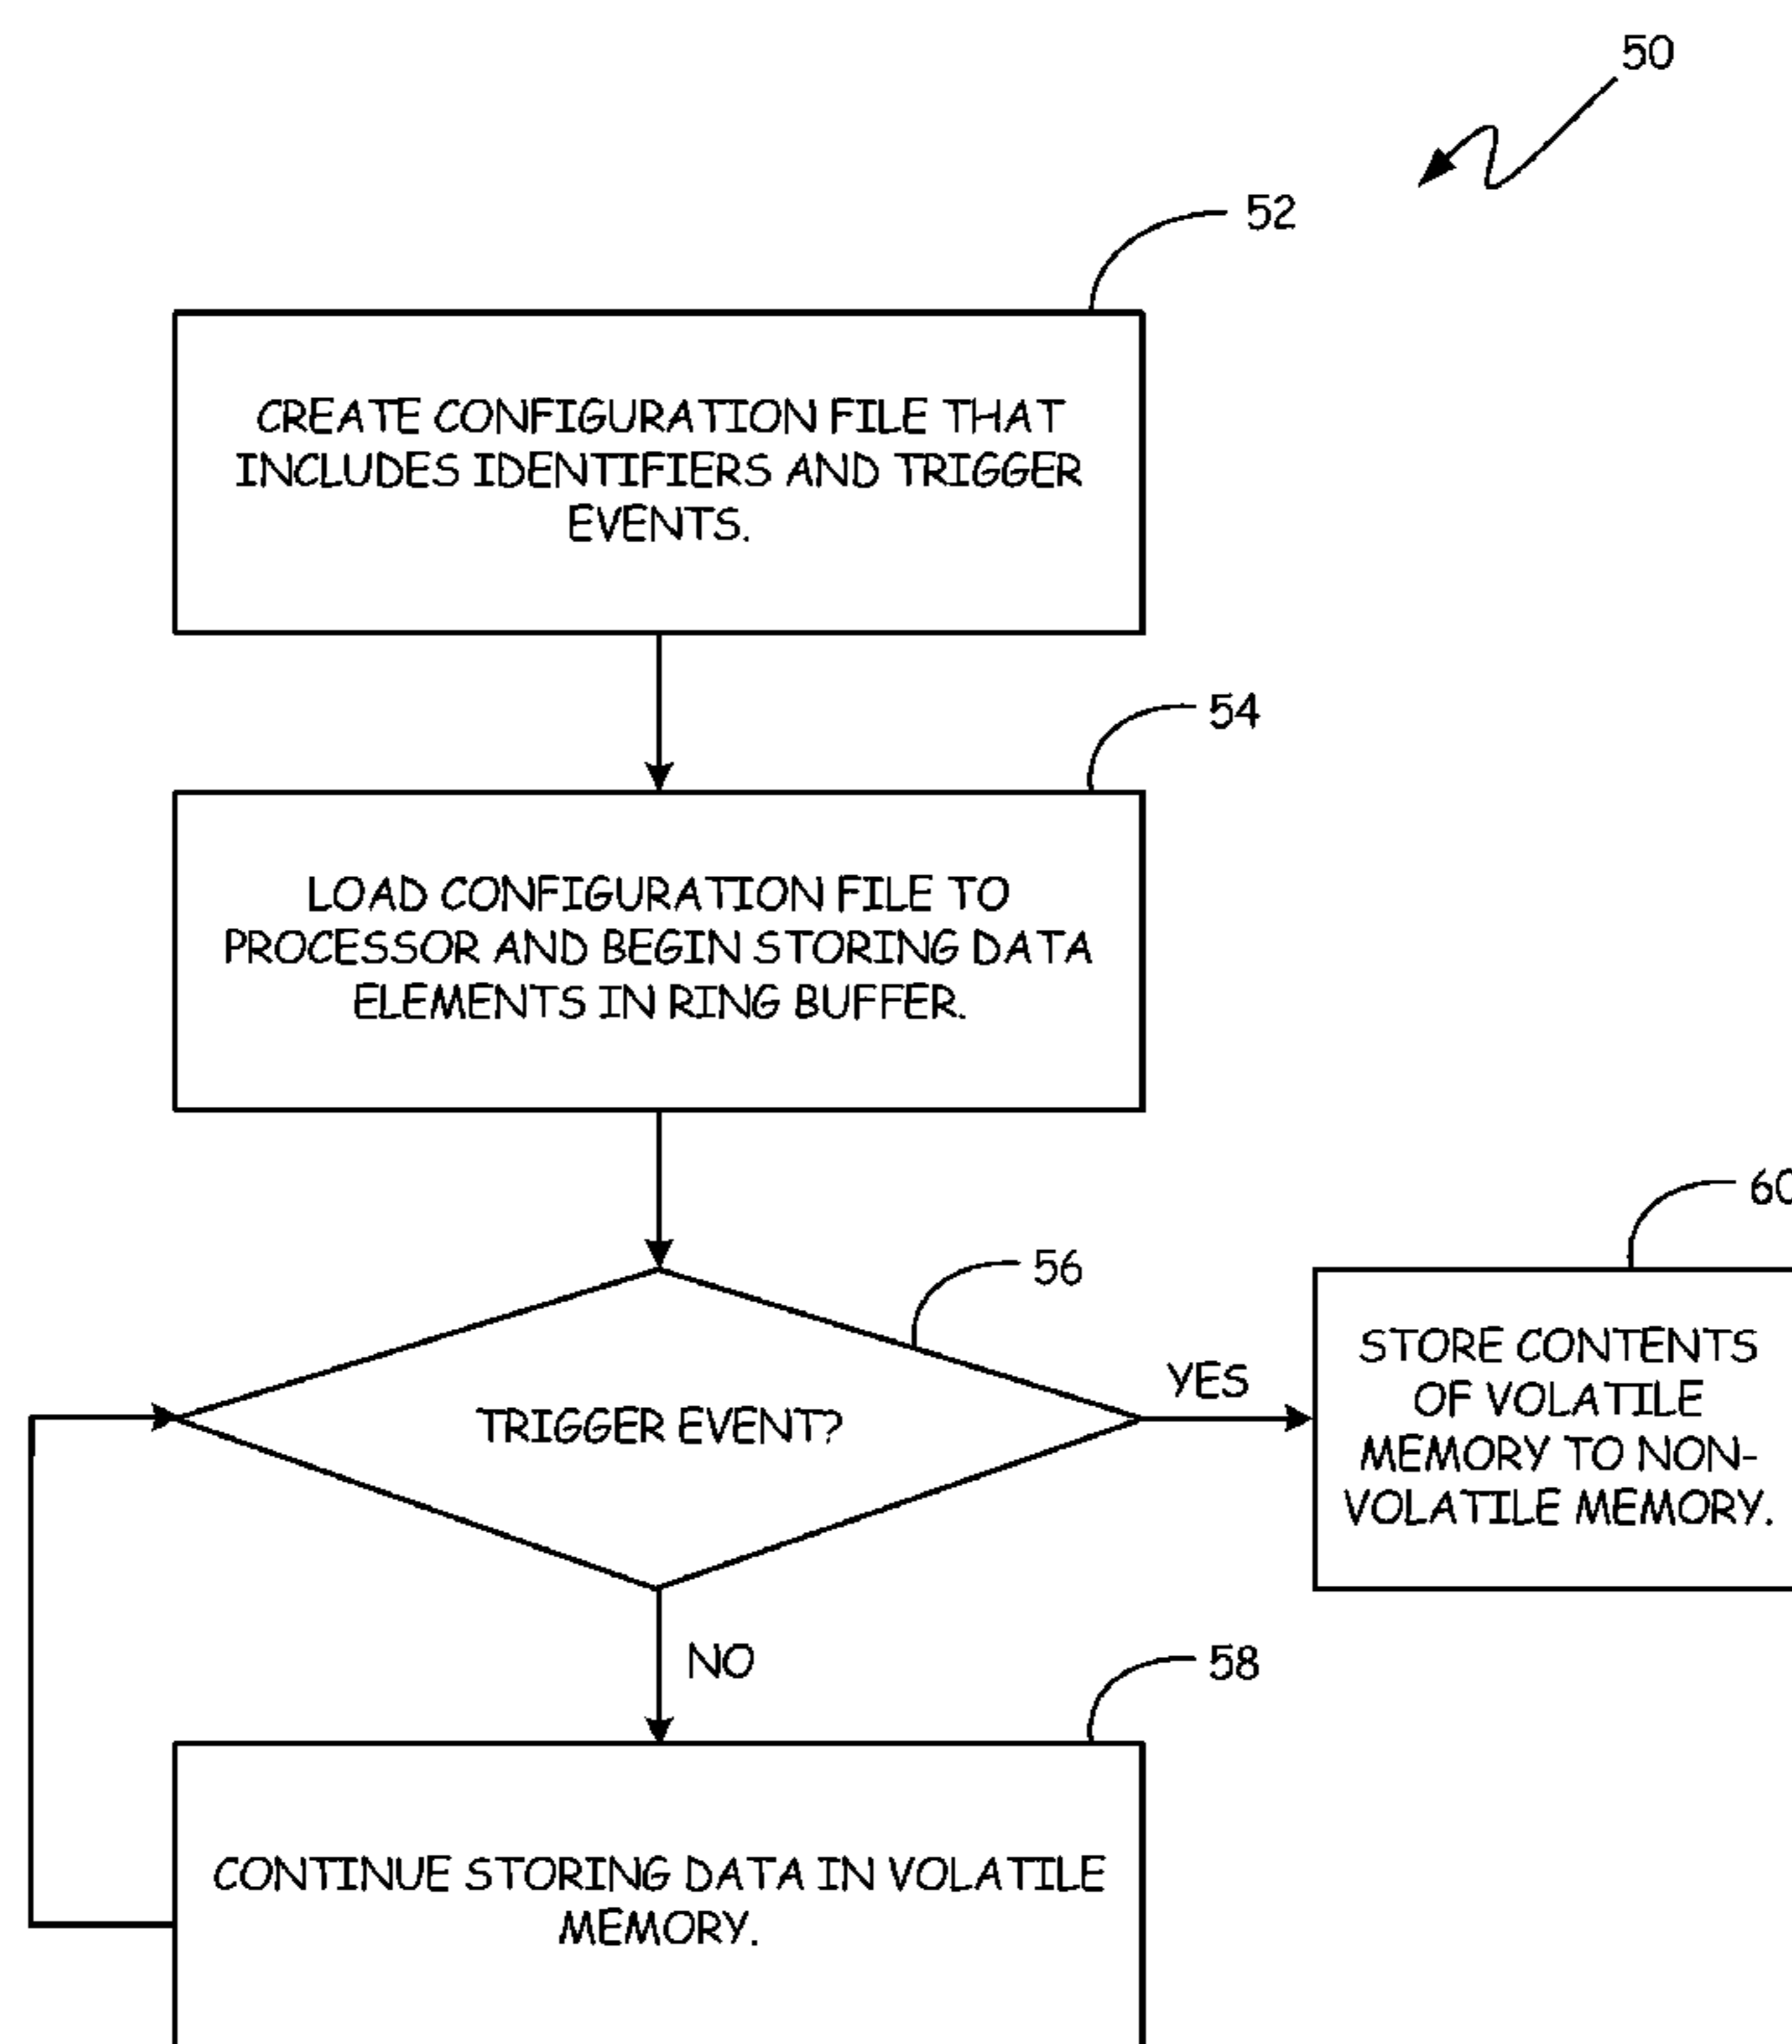 50
52
CREATE CONFIGURATION FILE THAT
INCLUDES IDENTIFIERS AND TRIGGER
EVENTS.
54
LOAD CONFIGURATION FILE TO
PROCESSOR AND BEGIN STORING DATA
ELEMENTS IN RING BUFFER.
56
TRIGGER EVENT?
YES
60
STORE CONTENTS
OF VOLATILE
MEMORY TO NON-
VOLATILE MEMORY.
NO
58
CONTINUE STORING DATA IN VOLATILE
MEMORY.